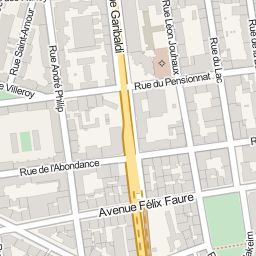 Garibaldi
Rue Saint-Amour
Rue André Philip
Rue Léon Jouhaux
Rue du Lac
Rue du Pensionnat
Villeroy
Rue de l'Abondance
Avenue Félix Faure